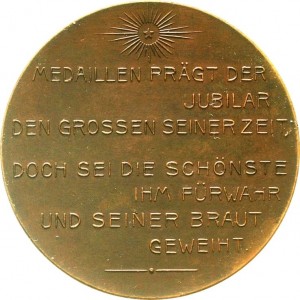 MEDAILLEN PRÄGT DER
JUBILAR
DEN GROSSEN SEINER ZEIT
DOCH SEI DIE SCHÖNSTE
IHM FÜRWAHR
UND SEINER BRAUT
GEWEIHT.